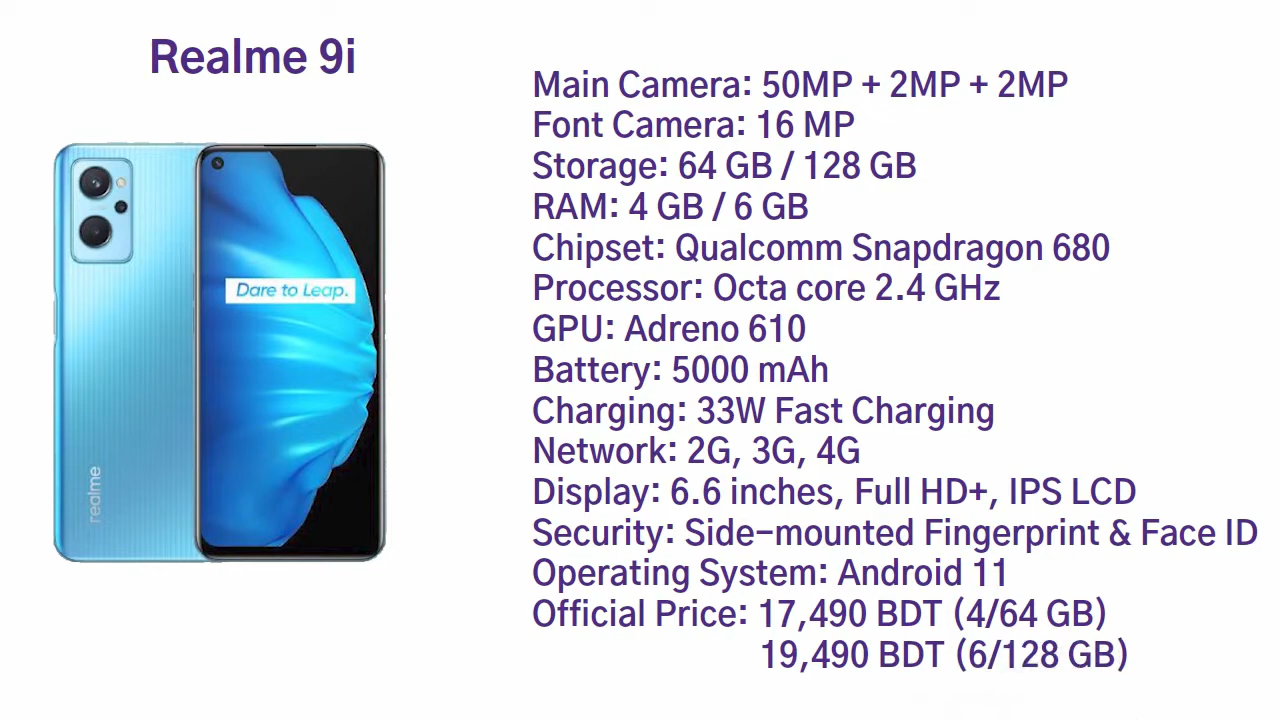 Realme 9i
Main Camera: 50MP + 2MP + 2MP
Font Camera: 16 MP
Storage: 64 GB / 128 GB
RAM: 4 GB / 6 GB
Chipset: Qualcomm Snapdragon 680
Processor: Octa core 2.4 GHz
GPU: Adreno 610
Battery: 5000 mAh
Charging: 33W Fast Charging
Network: 2G, 3G, 4G
Display: 6.6 inches, Full HD+, IPS LCD
Security: Side-mounted Fingerprint & Face ID
Operating System: Android 11
Official Price: 17,490 BDT (4/64 GB)
19,490 BDT (6/128 GB)
Dare to Leap.
realme